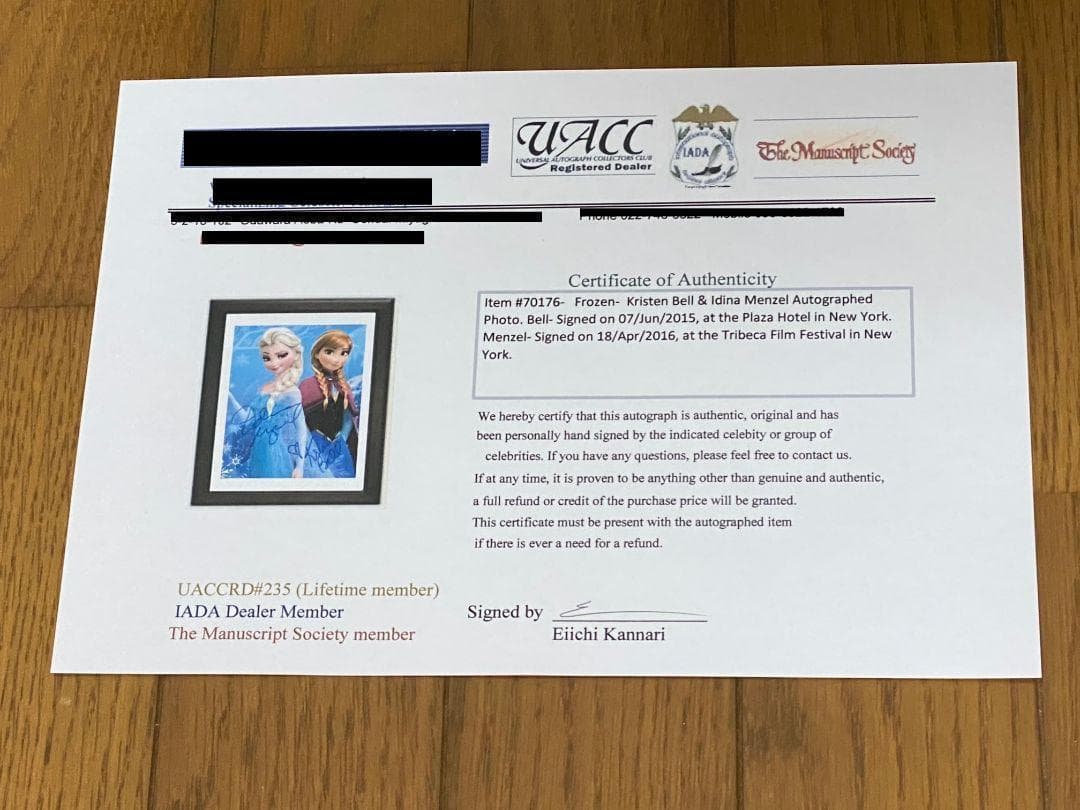 UACC
UNIVERSAL AUTOGRAPH COLLECTORS CLUB
Registered Dealer
IADA
The Manuscript Society
Certificate of Authenticity
Item #70176- Frozen- Kristen Bell & Idina Menzel Autographed
Photo. Bell- Signed on 07/Jun/2015, at the Plaza Hotel in New York.
Menzel- Signed on 18/Apr/2016, at the Tribeca Film Festival in New
York.
We hereby certify that this autograph is authentic, original and has
been personally hand signed by the indicated celebity or group of
celebrities. If you have any questions, please feel free to contact us.
If at any time, it is proven to be anything other than genuine and authentic,
a full refund or credit of the purchase price will be granted.
This certificate must be present with the autographed item
if there is ever a need for a refund.
UACCRD#235 (Lifetime member)
IADA Dealer Member
The Manuscript Society member
Signed by
Eiichi Kannari